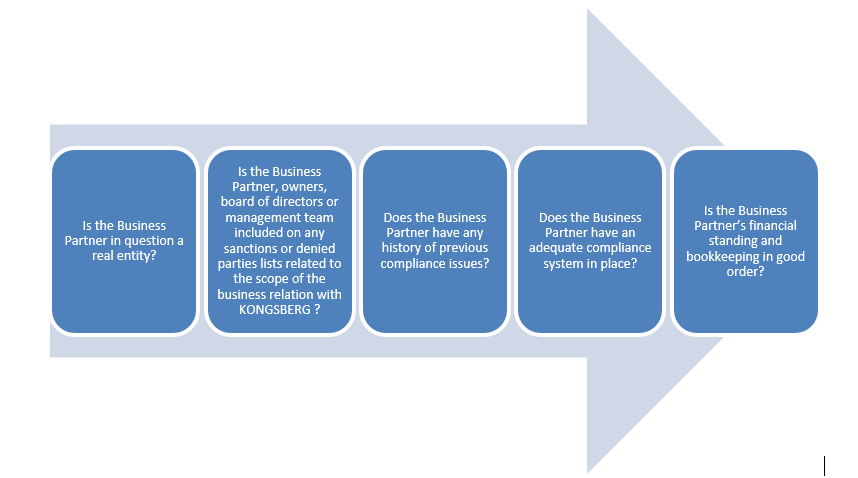 Is the Business
Partner in question a
real entity?
Is the Business
Partner, owners,
board of directors or
management team
included on any
sanctions or denied
parties lists related to
the scope of the
business relation with
KONGSBERG ?
Does the Business
Partner have any
history of previous
compliance issues?
Does the Business
Partner have an
adequate compliance
system in place?
Is the Business
Partner’s financial
standing and
bookkeeping in good
order?